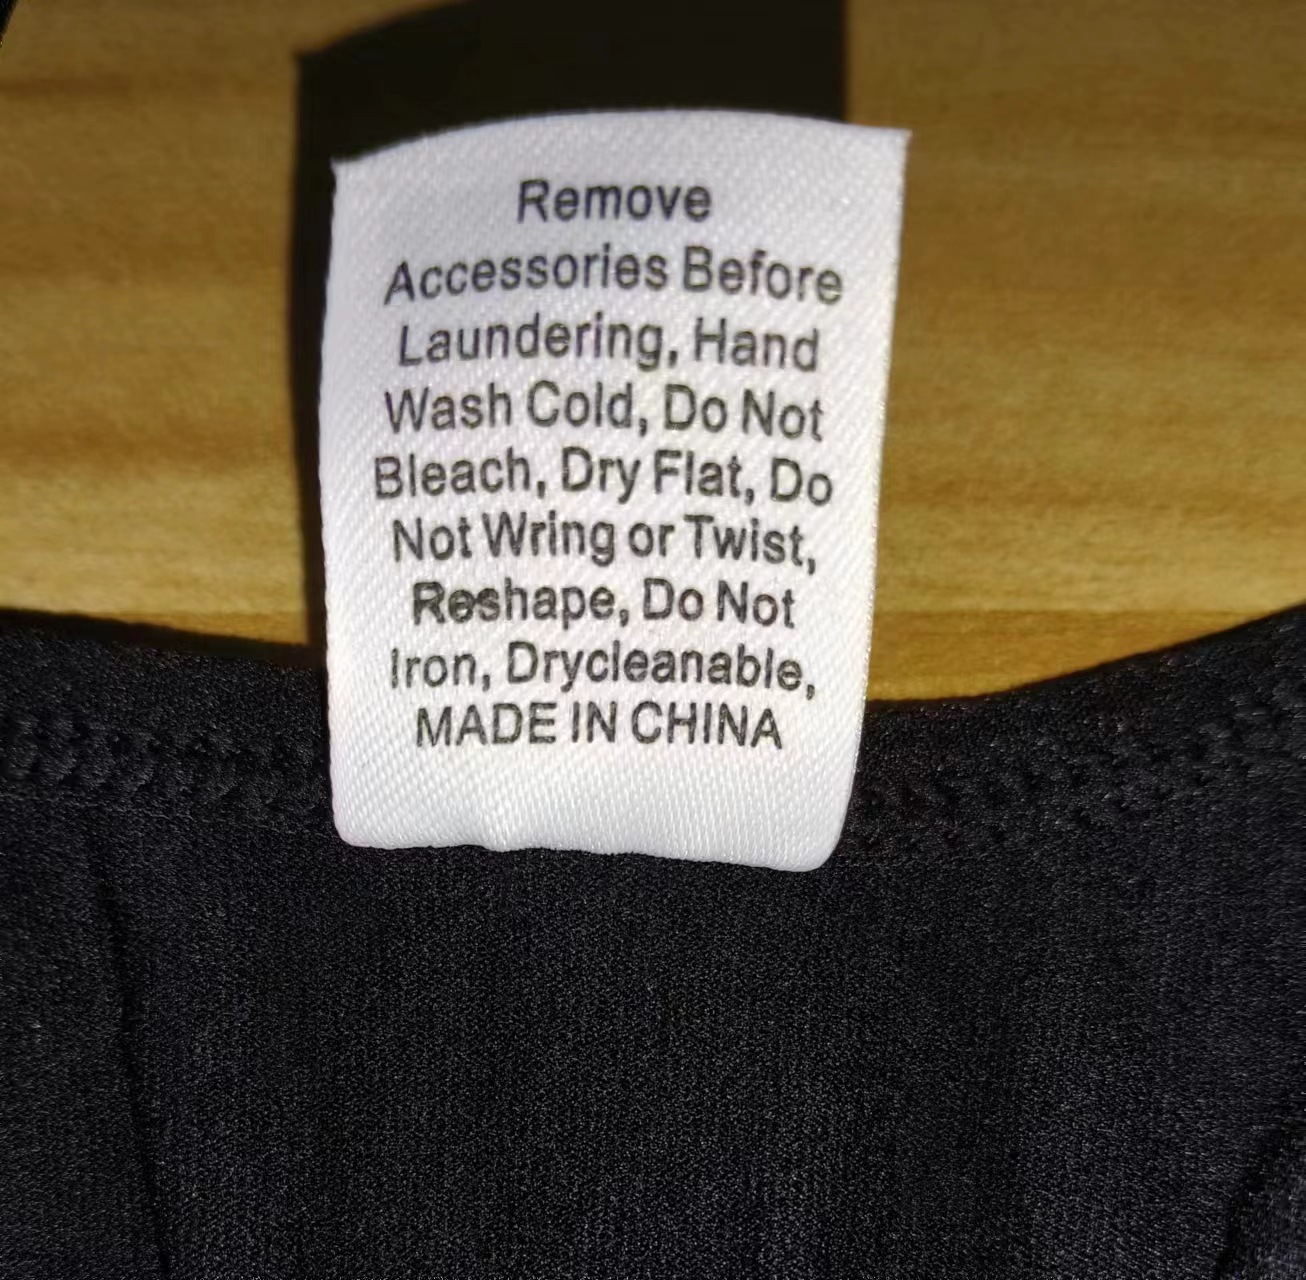 Remove
Accessories Before
Laundering, Hand
Wash Cold, Do Not
Bleach, Dry Flat, Do
Not Wring or Twist,
Reshape, Do Not
Iron, Drycleanable,
MADE IN CHINA